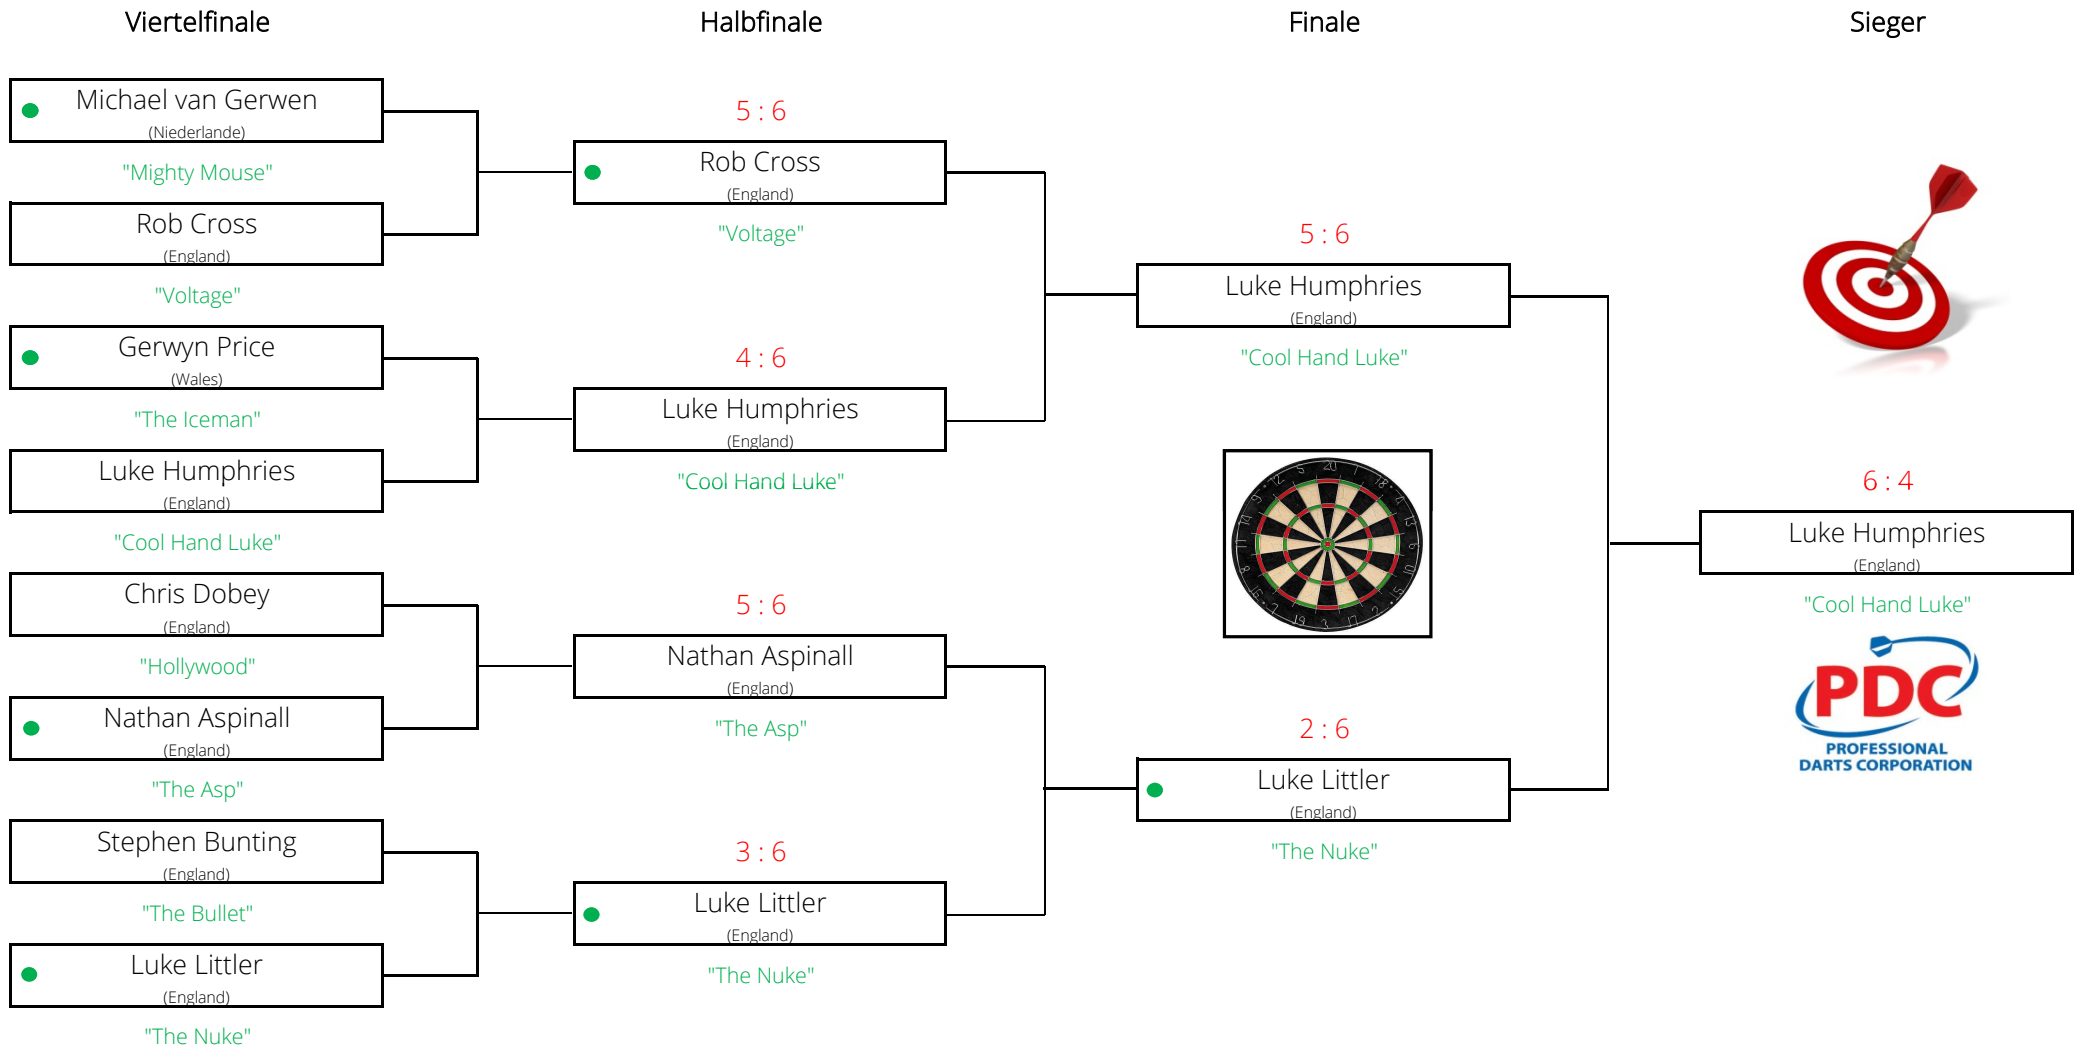 Viertelfinale
Halbfinale
Finale
Sieger
Michael van Gerwen
(Niederlande)
"Mighty Mouse"
Rob Cross
(England)
"Voltage"
Gerwyn Price
(Wales)
"The Iceman"
Luke Humphries
(England)
"Cool Hand Luke"
Chris Dobey
(England)
"Hollywood"
Nathan Aspinall
(England)
"The Asp"
Stephen Bunting
(England)
"The Bullet"
Luke Littler
(England)
"The Nuke"
5 : 6
Rob Cross
(England)
"Voltage"
4 : 6
Luke Humphries
(England)
"Cool Hand Luke"
5 : 6
Nathan Aspinall
(England)
"The Asp"
3 : 6
Luke Littler
(England)
"The Nuke"
5 : 6
Luke Humphries
(England)
"Cool Hand Luke"
2 : 6
Luke Littler
(England)
"The Nuke"
6 : 4
Luke Humphries
(England)
"Cool Hand Luke"
PDC
PROFESSIONAL
DARTS CORPORATION